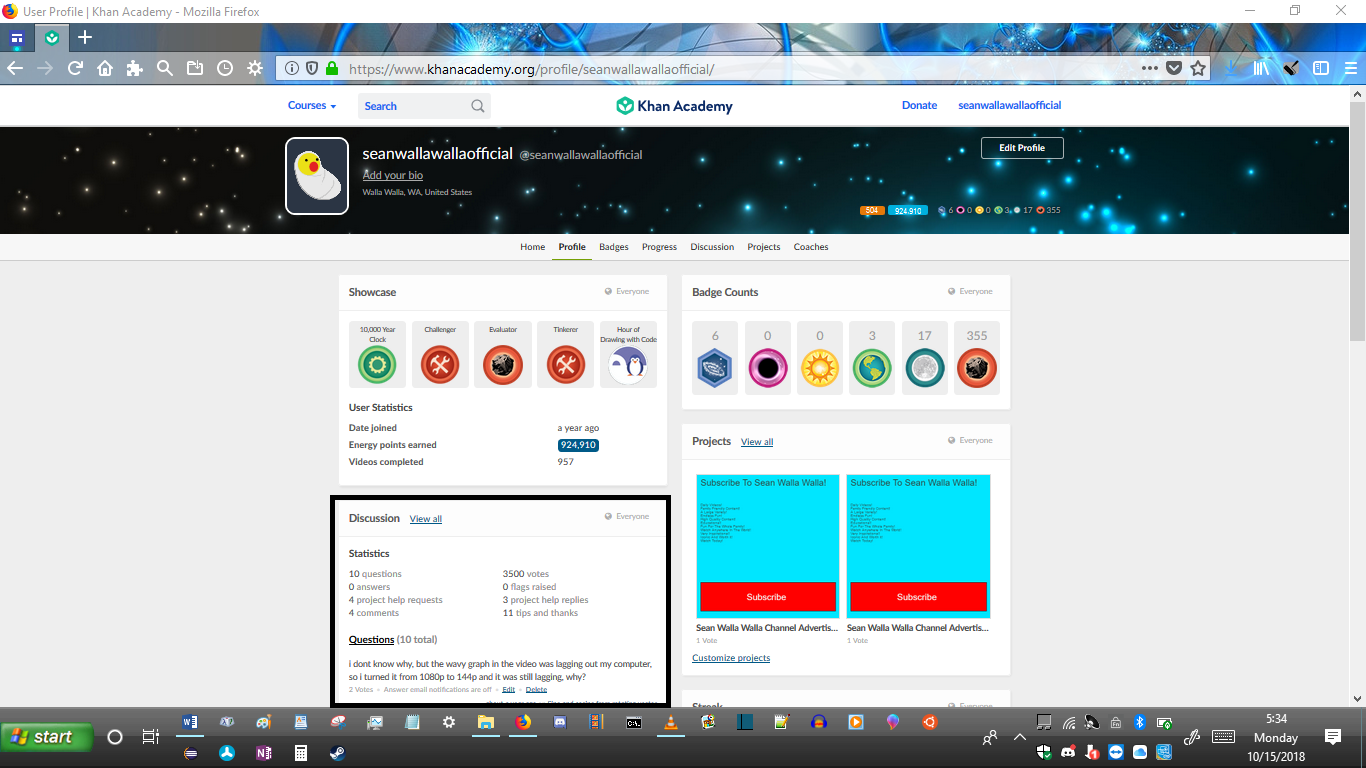 User Profile | Khan Academy - Mozilla Firefox
https://www.khanacademy.org/profile/seanwallawallaofficial/
Courses
Search
Khan Academy
Donate
seanwallawallaofficial
seanwallawallaofficial @seanwallawallaofficial
Edit Profile
Add your bio
Walla Walla, WA, United States
504 924,910 6 0 0 3 17 355
Home Profile Badges Progress Discussion Projects Coaches
Showcase Everyone
10,000 Year Clock
Challenger
Evaluator
Tinkerer
Hour of Drawing with Code
User Statistics
Date joined a year ago
Energy points earned 924,910
Videos completed 957
Badge Counts Everyone
6 0 0 3 17 355
Projects View all Everyone
Subscribe To Sean Walla Walla!
Subscribe
Sean Walla Walla Channel Advertis...
1 Vote
Subscribe To Sean Walla Walla!
Subscribe
Sean Walla Walla Channel Advertis...
1 Vote
Customize projects
Discussion View all Everyone
Statistics
10 questions 3500 votes
0 answers 0 flags raised
4 project help requests 3 project help replies
4 comments 11 tips and thanks
Questions (10 total)
i dont know why, but the wavy graph in the video was lagging out my computer,
so i turned it from 1080p to 144p and it was still lagging, why?
2 Votes • Answer email notifications are off • Edit • Delete
Streak Everyone
start
5:34
Monday
10/15/2018